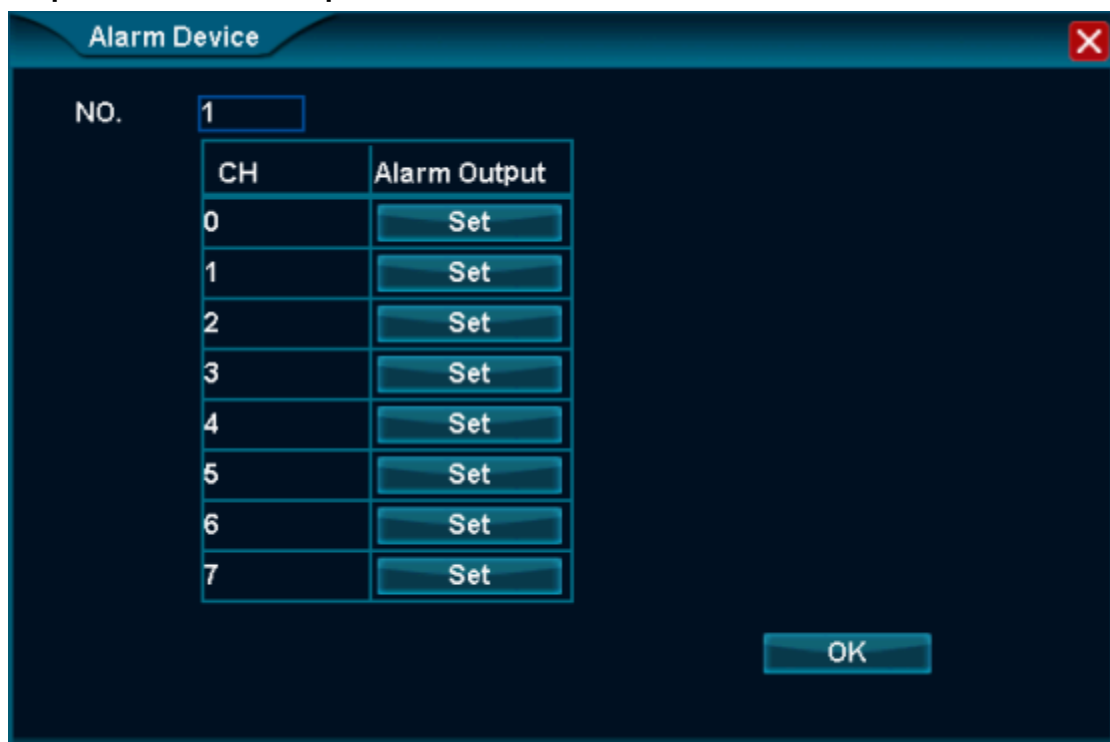 Alarm Device
NO. 1
CH Alarm Output
0 Set
1 Set
2 Set
3 Set
4 Set
5 Set
6 Set
7 Set
OK